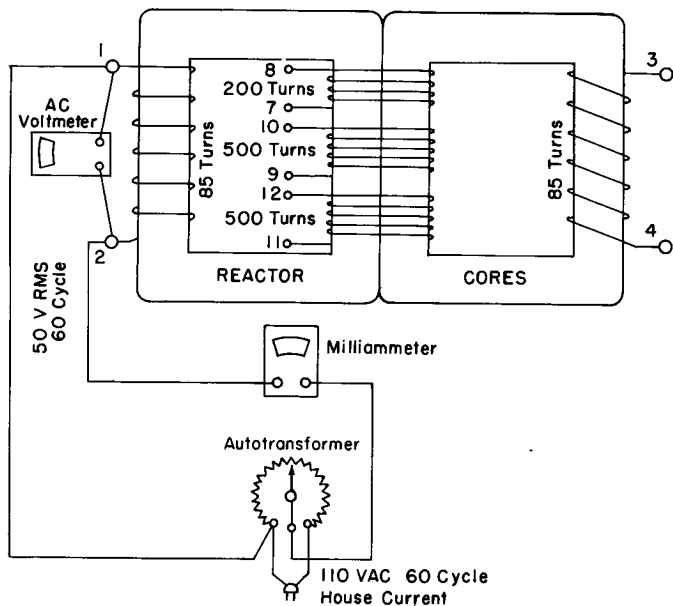 1
3
AC
Voltmeter
8
200 Turns
7
10
500 Turns
9
12
500 Turns
11
85 Turns
85 Turns
2
4
REACTOR
CORES
50 V RMS
60 Cycle
Milliammeter
Autotransformer
110 VAC 60 Cycle
House Current